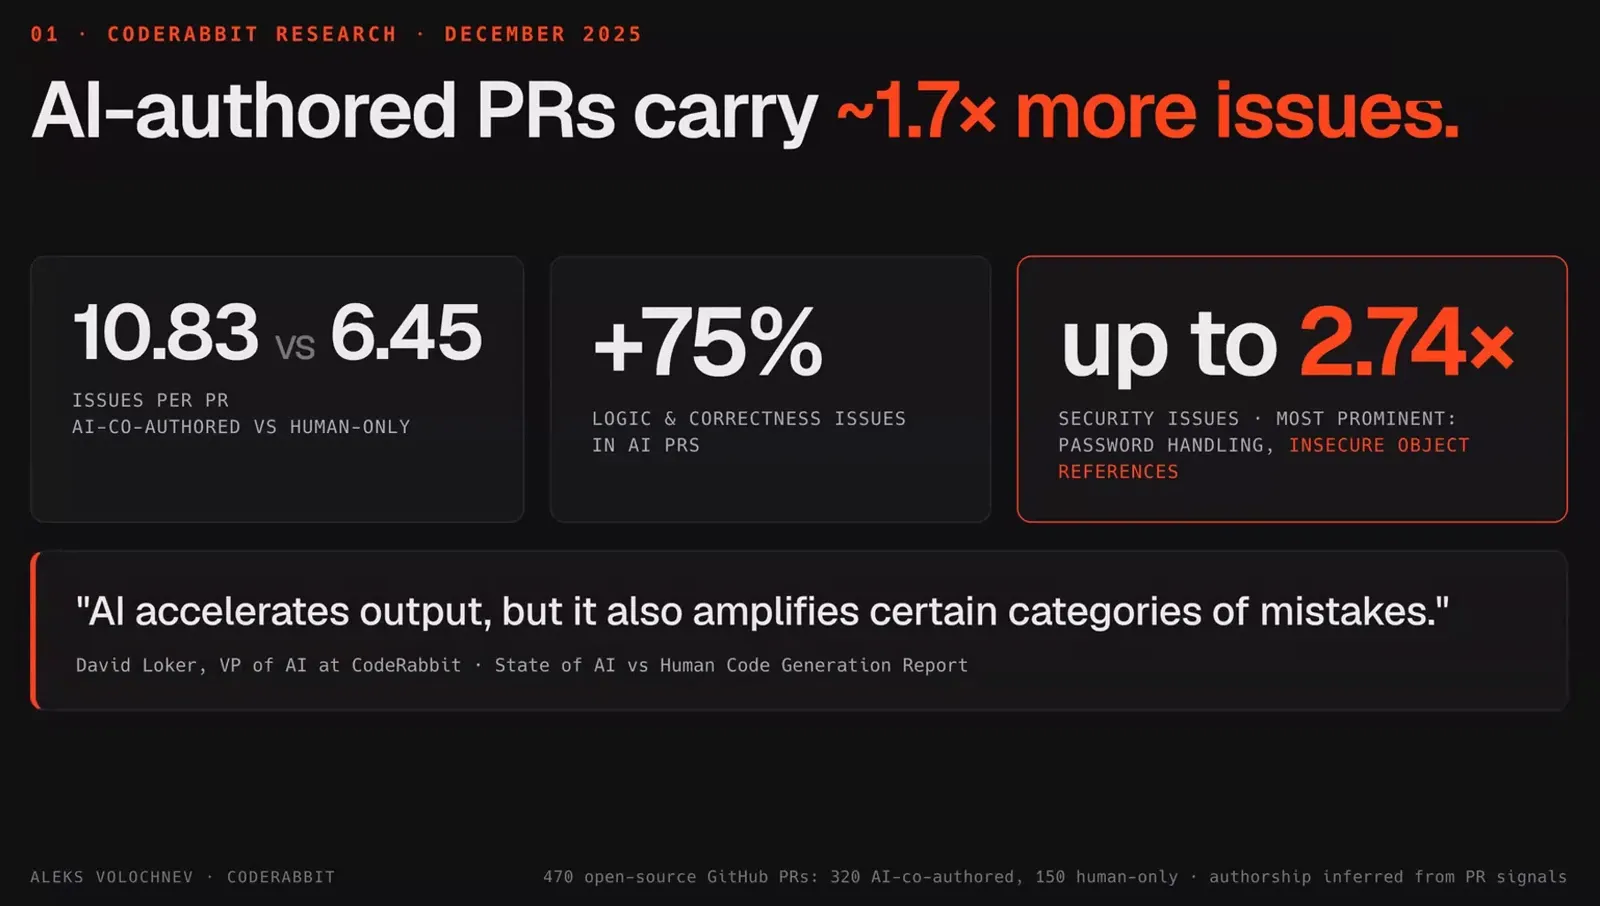 01 · CODERABBIT RESEARCH · DECEMBER 2025
AI-authored PRs carry ~1.7× more issues.
10.83 vs 6.45
ISSUES PER PR
AI-CO-AUTHORED VS HUMAN-ONLY
+75%
LOGIC & CORRECTNESS ISSUES
IN AI PRS
up to 2.74×
SECURITY ISSUES · MOST PROMINENT:
PASSWORD HANDLING, INSECURE OBJECT
REFERENCES
"AI accelerates output, but it also amplifies certain categories of mistakes."
David Loker, VP of AI at CodeRabbit · State of AI vs Human Code Generation Report
ALEKS VOLOCHNEV · CODERABBIT
470 open-source GitHub PRs: 320 AI-co-authored, 150 human-only · authorship inferred from PR signals